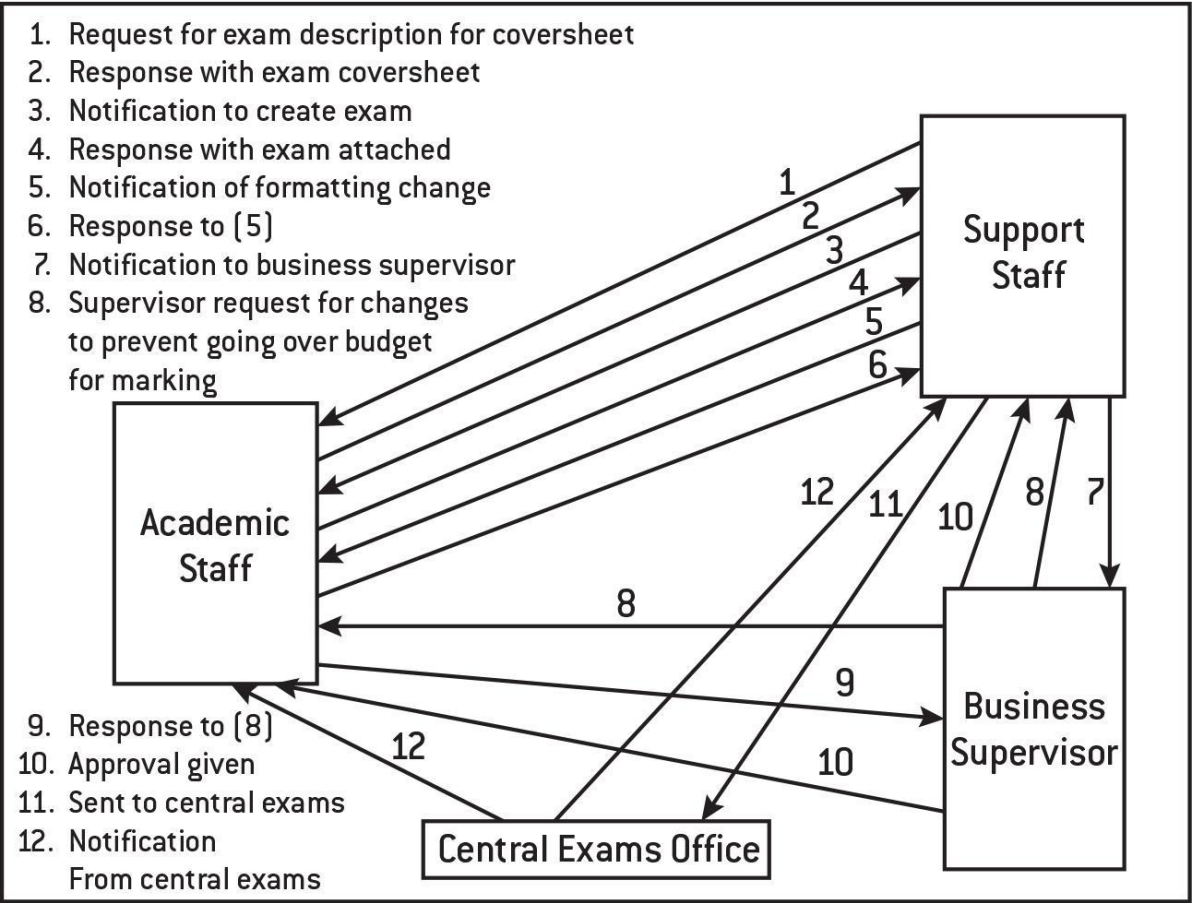 1. Request for exam description for coversheet
2. Response with exam coversheet
3. Notification to create exam
4. Response with exam attached
5. Notification of formatting change
6. Response to (5)
7. Notification to business supervisor
8. Supervisor request for changes
to prevent going over budget
for marking
1
2
3
4
5
6
Support
Staff
Academic
Staff
12
11
10
8
7
8
9
10
12
Business
Supervisor
9. Response to (8)
10. Approval given
11. Sent to central exams
12. Notification
From central exams
Central Exams Office